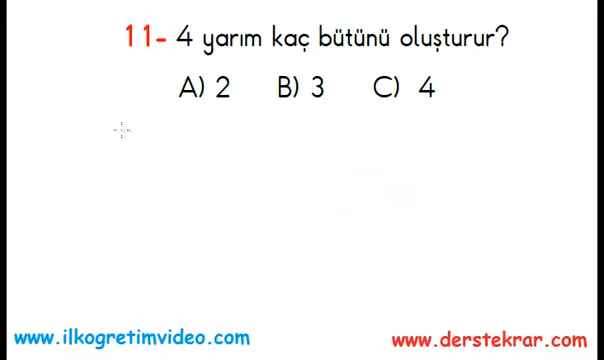 11- 4 yarım kaç bütünü oluşturur?
A) 2 B) 3 C) 4
www.ilkogretimvideo.com
www.derstekrar.com